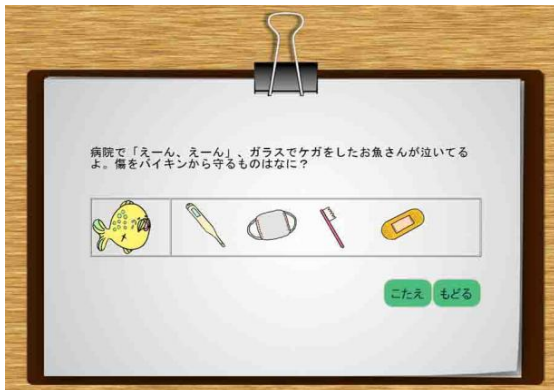 病院で「えーん、えーん」、ガラスでケガをしたお魚さんが泣いてる
よ。傷をバイキンから守るものはなに？
こたえ
もどる